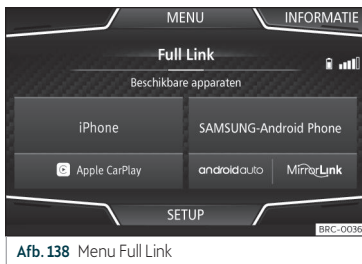 MENU INFORMATIE
Full Link
Beschikbare apparaten
iPhone SAMSUNG-Android Phone
Apple CarPlay androidauto MirrorLink
SETUP
BRC-0036
Afb. 138 Menu Full Link